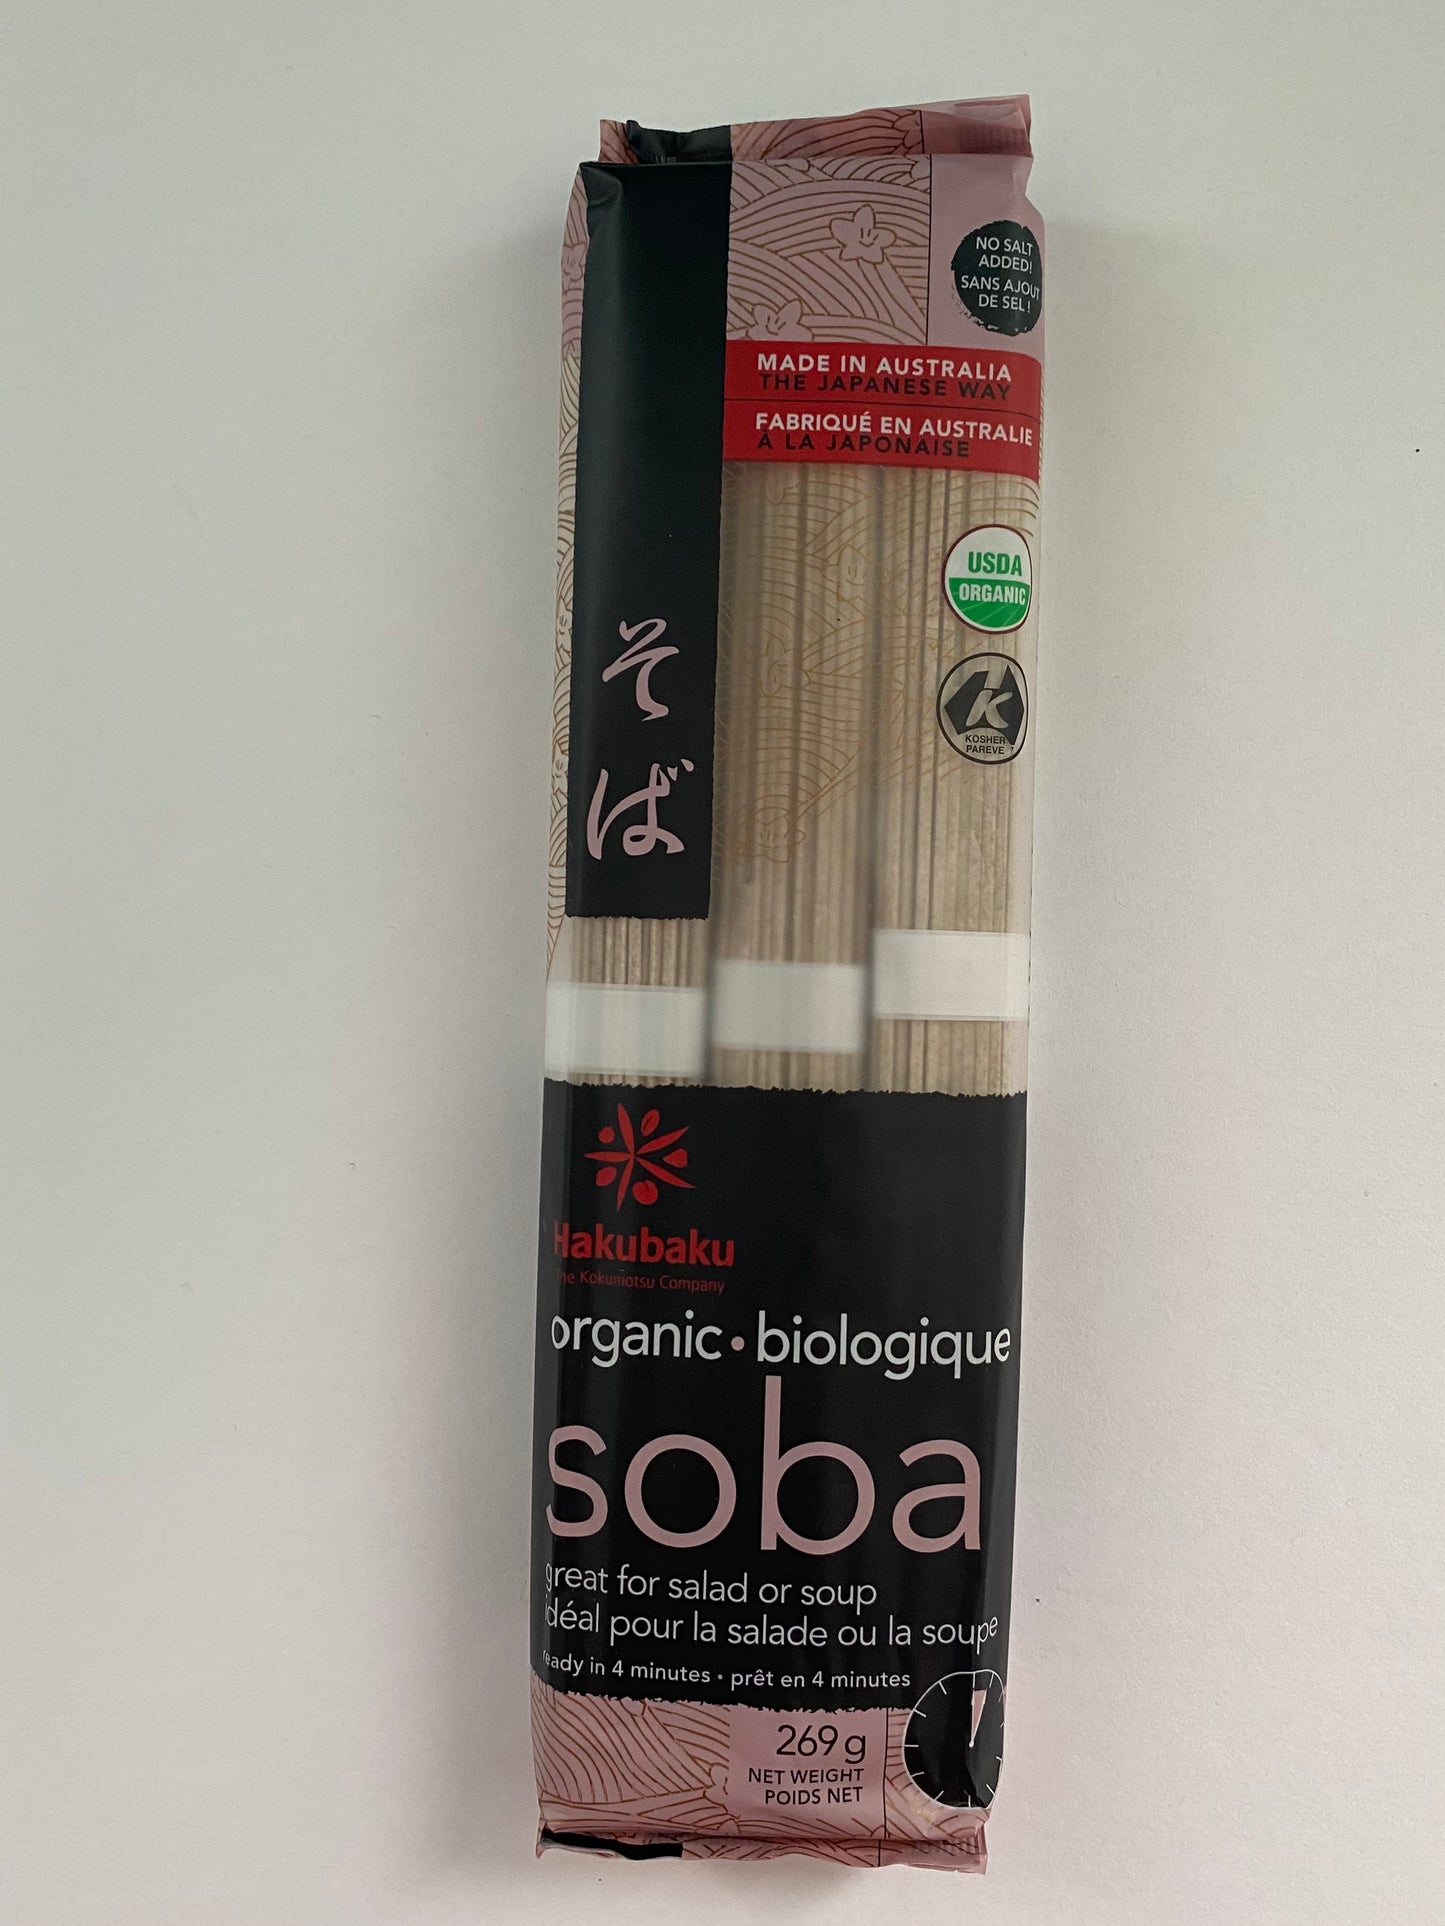 NO SALT
ADDED!
SANS AJOUT
DE SEL !
MADE IN AUSTRALIA
THE JAPANESE WAY
FABRIQUÉ EN AUSTRALIE
À LA JAPONAISE
USDA
ORGANIC
K
KOSHER
PAREVE
そば
Hakubaku
The Kokumotsu Company
organic • biologique
soba
great for salad or soup
idéal pour la salade ou la soupe
ready in 4 minutes • prêt en 4 minutes
269 g
NET WEIGHT
POIDS NET